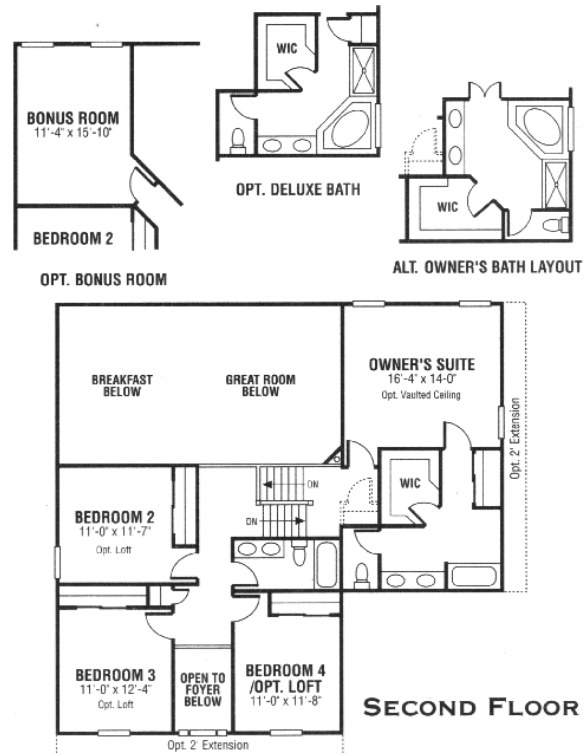 BONUS ROOM
11'-4" x 15'-10"
BEDROOM 2
OPT. BONUS ROOM
WIC
OPT. DELUXE BATH
WIC
ALT. OWNER'S BATH LAYOUT
BREAKFAST
BELOW
GREAT ROOM
BELOW
OWNER'S SUITE
16'-4" x 14'-0"
Opt. Vaulted Ceiling
Opt. 2' Extension
WIC
DN
DN
BEDROOM 2
11'-0" x 11'-7"
Opt. Loft
BEDROOM 3
11'-0" x 12'-4"
Opt. Loft
OPEN TO
FOYER
BELOW
BEDROOM 4
/OPT. LOFT
11'-0" x 11'-8"
SECOND FLOOR
Opt. 2' Extension